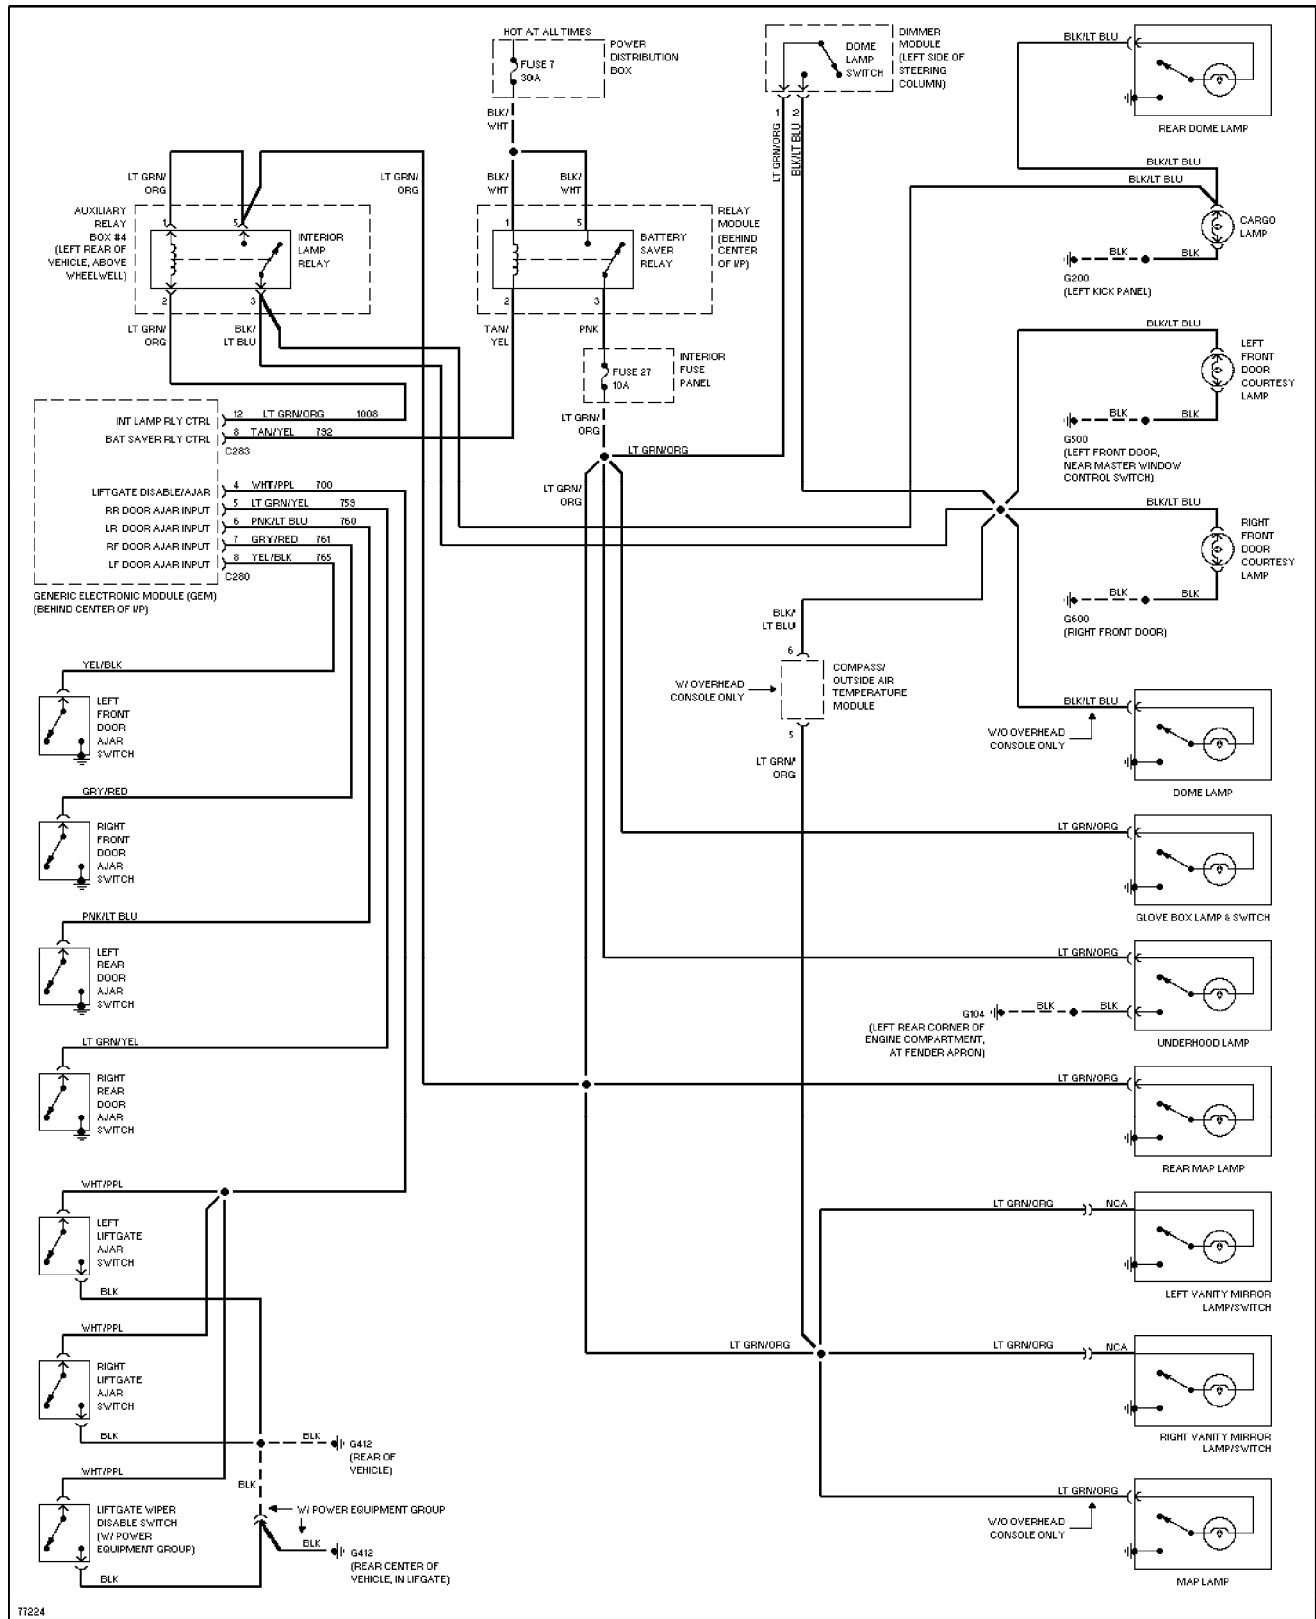 HOT AT ALL TIMES
FUSE 7
30A
POWER
DISTRIBUTION
BOX
BLK/
WHT
BLK/
WHT
BLK/
WHT
DOME
LAMP
SWITCH
DIMMER
MODULE
(LEFT SIDE OF
STEERING
COLUMN)
1
2
LT GRN/ORG
BLK/LT BLU
BLK/LT BLU
REAR DOME LAMP
BLK/LT BLU
BLK/LT BLU
CARGO
LAMP
BLK
BLK
G200
(LEFT KICK PANEL)
LT GRN/
ORG
LT GRN/
ORG
AUXILIARY
RELAY
BOX #4
(LEFT REAR OF
VEHICLE, ABOVE
WHEELWELL)
1
5
INTERIOR
LAMP
RELAY
2
3
LT GRN/
ORG
BLK/
LT BLU
1
5
BATTERY
SAVER
RELAY
RELAY
MODULE
(BEHIND
CENTER
OF I/P)
2
3
TAN/
YEL
PNK
FUSE 27
10A
INTERIOR
FUSE
PANEL
LT GRN/
ORG
LT GRN/ORG
LT GRN/
ORG
BLK/LT BLU
LEFT
FRONT
DOOR
COURTESY
LAMP
BLK
BLK
G500
(LEFT FRONT DOOR,
NEAR MASTER WINDOW
CONTROL SWITCH)
BLK/LT BLU
RIGHT
FRONT
DOOR
COURTESY
LAMP
BLK
BLK
G600
(RIGHT FRONT DOOR)
INT LAMP RLY CTRL
12 LT GRN/ORG 1008
BAT SAVER RLY CTRL
8 TAN/YEL 792
C283
LIFTGATE DISABLE/AJAR
4 WHT/PPL 700
RR DOOR AJAR INPUT
5 LT GRN/YEL 759
LR DOOR AJAR INPUT
6 PNK/LT BLU 760
RF DOOR AJAR INPUT
7 GRY/RED 761
LF DOOR AJAR INPUT
8 YEL/BLK 765
C280
GENERIC ELECTRONIC MODULE (GEM)
(BEHIND CENTER OF I/P)
BLK/
LT BLU
6
W/ OVERHEAD
CONSOLE ONLY
COMPASS/
OUTSIDE AIR
TEMPERATURE
MODULE
5
LT GRN/
ORG
YEL/BLK
LEFT
FRONT
DOOR
AJAR
SWITCH
BLK/LT BLU
W/O OVERHEAD
CONSOLE ONLY
DOME LAMP
GRY/RED
RIGHT
FRONT
DOOR
AJAR
SWITCH
LT GRN/ORG
GLOVE BOX LAMP & SWITCH
PNK/LT BLU
LEFT
REAR
DOOR
AJAR
SWITCH
LT GRN/ORG
BLK
BLK
G104
(LEFT REAR CORNER OF
ENGINE COMPARTMENT,
AT FENDER APRON)
UNDERHOOD LAMP
LT GRN/YEL
RIGHT
REAR
DOOR
AJAR
SWITCH
LT GRN/ORG
REAR MAP LAMP
WHT/PPL
LEFT
LIFTGATE
AJAR
SWITCH
BLK
LT GRN/ORG
NCA
LEFT VANITY MIRROR
LAMP/SWITCH
WHT/PPL
RIGHT
LIFTGATE
AJAR
SWITCH
BLK
BLK
G412
(REAR OF
VEHICLE)
LT GRN/ORG
LT GRN/ORG
NCA
RIGHT VANITY MIRROR
LAMP/SWITCH
WHT/PPL
BLK
LIFTGATE WIPER
DISABLE SWITCH
(W/ POWER
EQUIPMENT GROUP)
W/ POWER EQUIPMENT GROUP
BLK
G412
(REAR CENTER OF
VEHICLE, IN LIFGATE)
BLK
LT GRN/ORG
W/O OVERHEAD
CONSOLE ONLY
MAP LAMP
77224